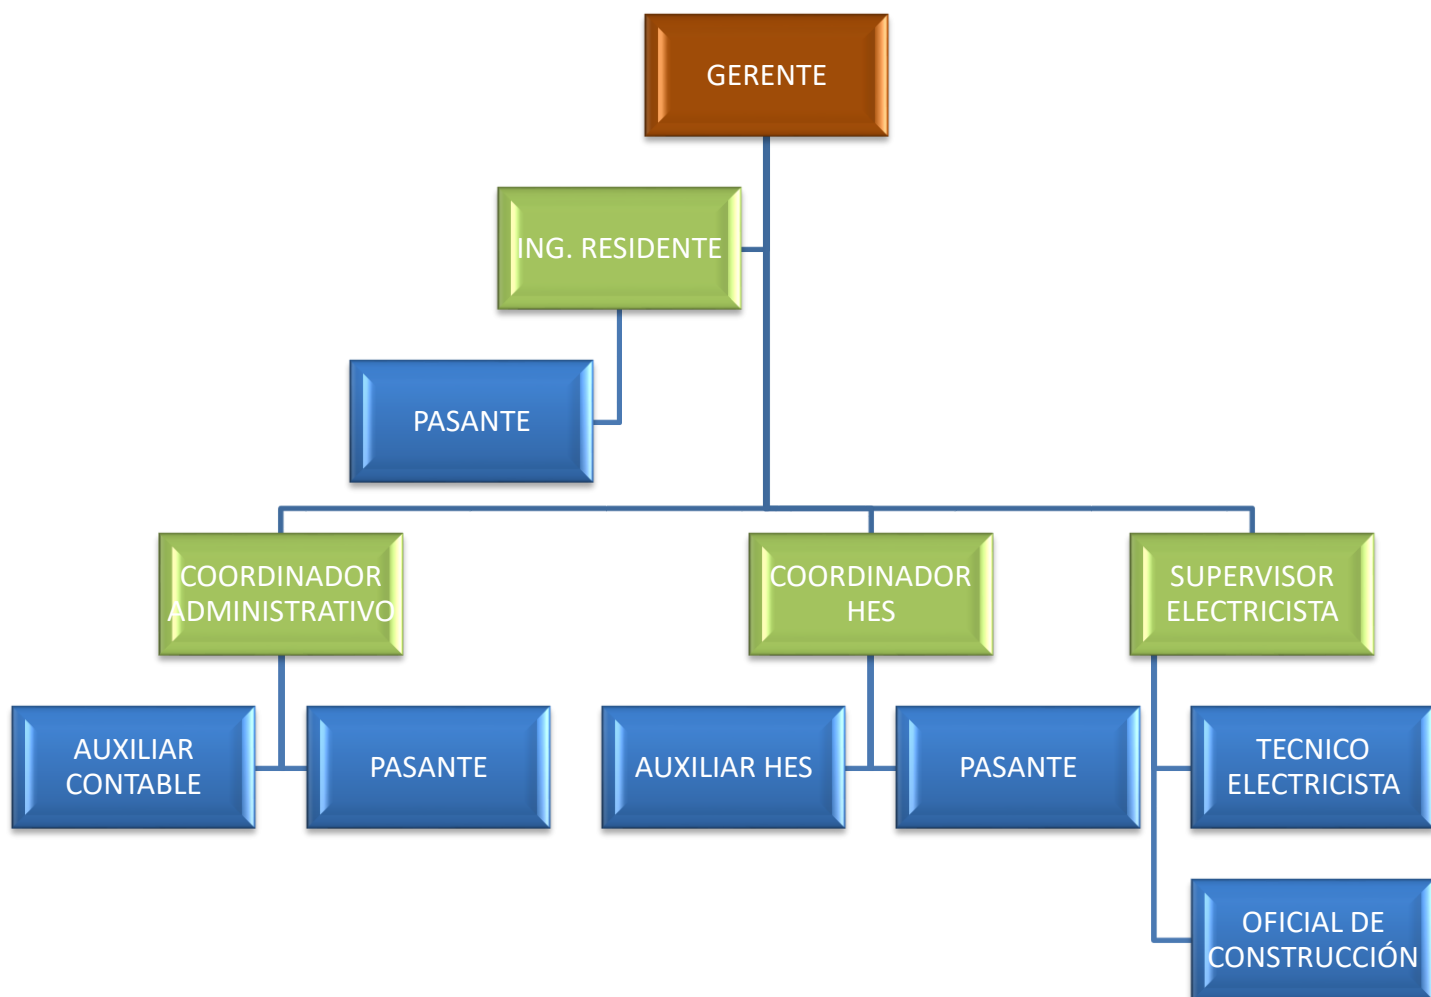 GERENTE
ING. RESIDENTE
PASANTE
COORDINADOR
ADMINISTRATIVO
COORDINADOR
HES
SUPERVISOR
ELECTRICISTA
AUXILIAR
CONTABLE
PASANTE
AUXILIAR HES
PASANTE
TECNICO
ELECTRICISTA
OFICIAL DE
CONSTRUCCIÓN